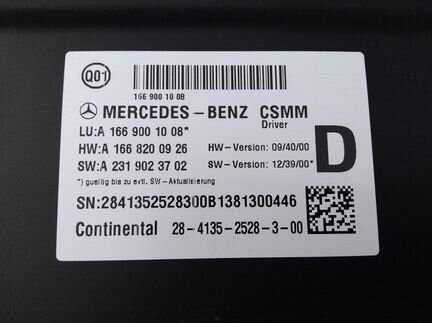 Q01
166 900 10 08
MERCEDES-BENZ CSMM
Driver
LU:A 166 900 10 08*
HW:A 166 820 09 26 HW-Version: 09/40/00
SW:A 231 902 37 02 SW-Version: 12/39/00*
D
*) gueltig bis zu evtl. SW-Aktualisierung
SN:2841352528300B1381300446
Continental 28-4135-2528-3-00